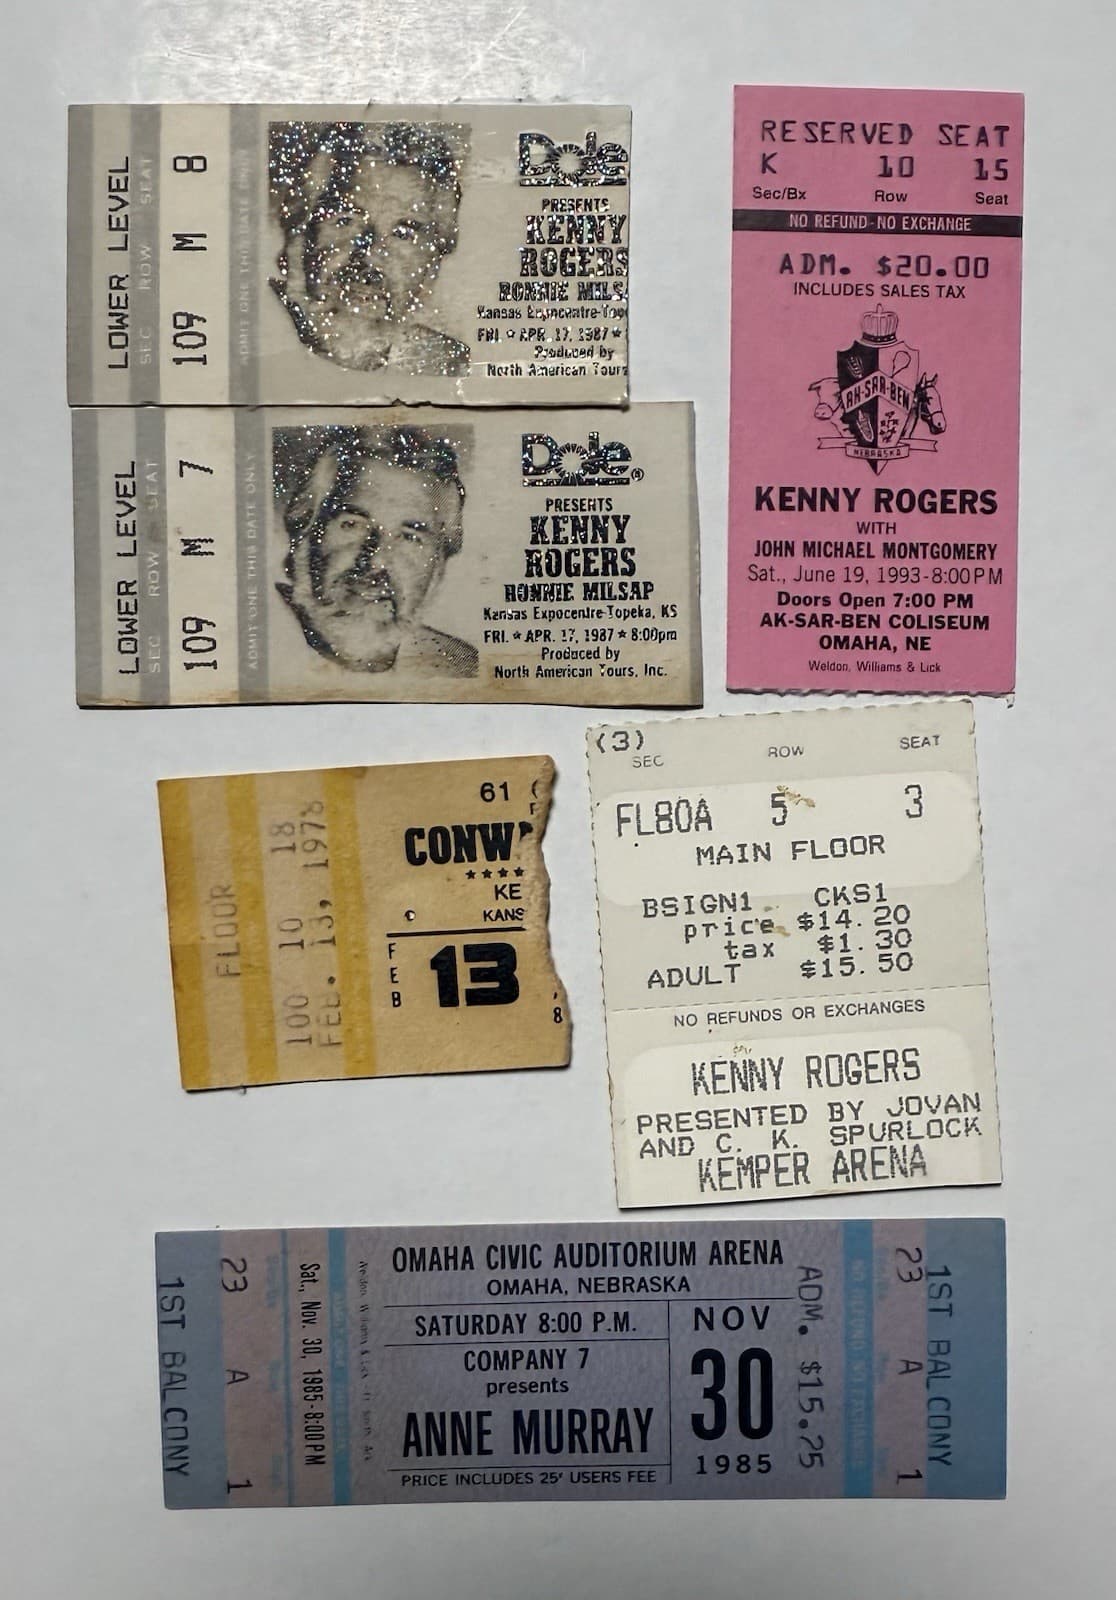 LOWER LEVEL
SEC ROW SEAT
109 M 8
ADMIT ONE THIS DATE ONLY
Dole
PRESENTS
KENNY
ROGERS
RONNIE MILS
Kansas Expocentre-Top
FRI. ★ APR. 17, 1987 ★
Produced by
North American Tours
LOWER LEVEL
SEC ROW SEAT
109 M 7
ADMIT ONE THIS DATE ONLY
Dole®
PRESENTS
KENNY
ROGERS
RONNIE MILSAP
Kansas Expocentre-Topeka, KS
FRI. ★ APR. 17, 1987 ★ 8:00pm
Produced by
North American Tours, Inc.
RESERVED SEAT
K 10 15
Sec/Bx Row Seat
NO REFUND-NO EXCHANGE
ADM. $20.00
INCLUDES SALES TAX
AK-SAR-BEN
NEBRASKA
KENNY ROGERS
WITH
JOHN MICHAEL MONTGOMERY
Sat., June 19, 1993-8:00PM
Doors Open 7:00 PM
AK-SAR-BEN COLISEUM
OMAHA, NE
Weldon, Williams & Lick
FLOOR
100 10 18
FEB. 13, 1978
61
CONW
★★★★
KE
KANS
FEB 13
8
(3)
SEC ROW SEAT
FL80A 5 3
MAIN FLOOR
BSIGN1 CKS1
price $14.20
tax $1.30
ADULT $15.50
NO REFUNDS OR EXCHANGES
KENNY ROGERS
PRESENTED BY JOVAN
AND C. K. SPURLOCK
KEMPER ARENA
1ST BALCONY
23 A 1
Sat., Nov. 30, 1985-8:00PM
OMAHA CIVIC AUDITORIUM ARENA
OMAHA, NEBRASKA
SATURDAY 8:00 P.M.
COMPANY 7
presents
ANNE MURRAY
PRICE INCLUDES 25¢ USERS FEE
NOV
30
1985
ADM. $15.25
23 A 1
1ST BALCONY